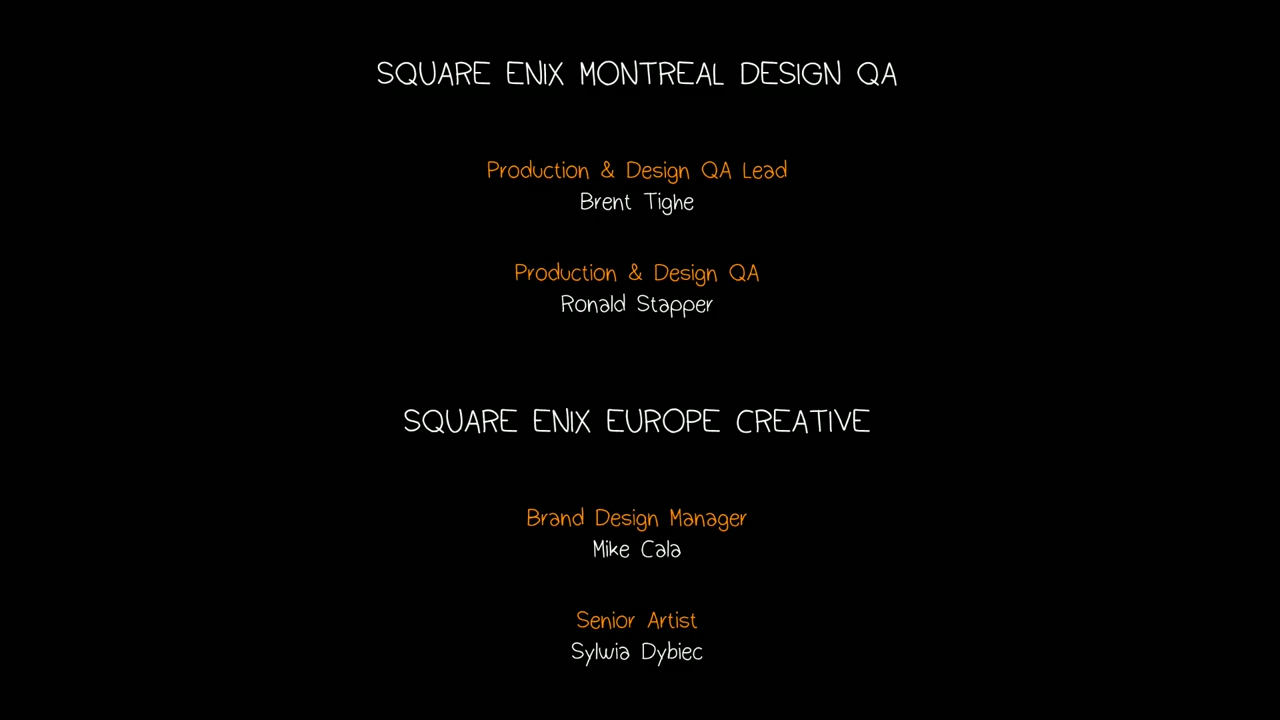 SQUARE ENIX MONTREAL DESIGN QA
Production & Design QA Lead
Brent Tighe
Production & Design QA
Ronald Stapper
SQUARE ENIX EUROPE CREATIVE
Brand Design Manager
Mike Cala
Senior Artist
Sylwia Dybiec